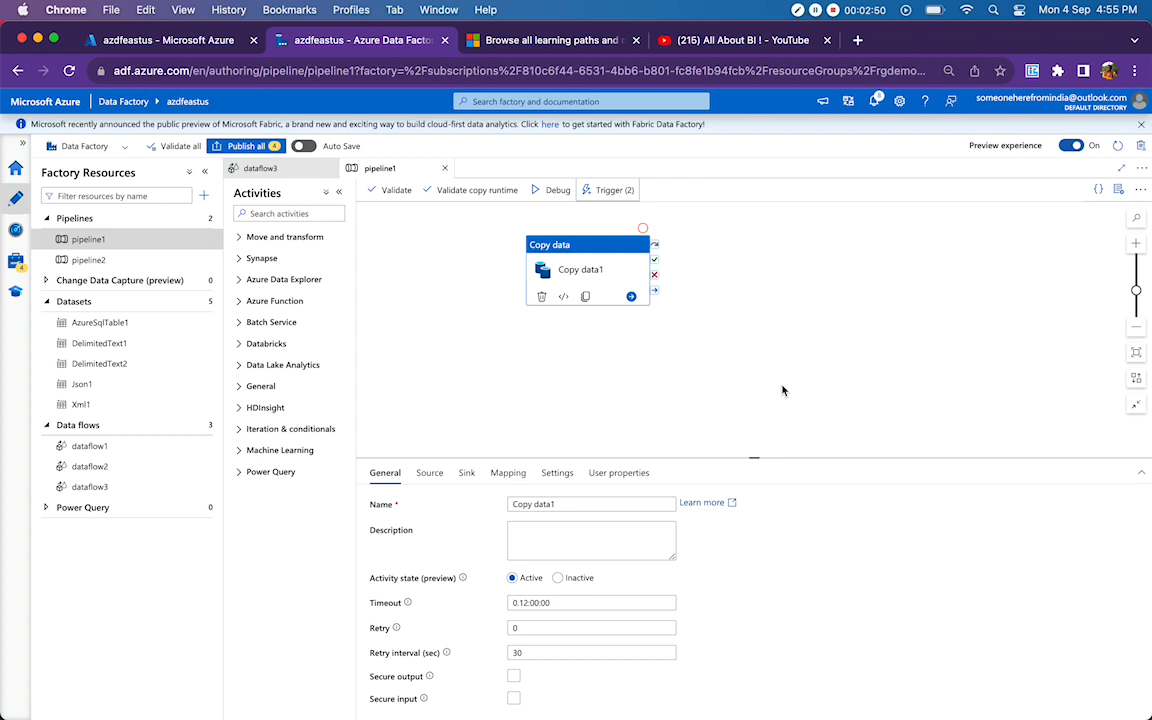 Chrome File Edit View History Bookmarks Profiles Tab Window Help 00:02:50 Mon 4 Sep 4:55 PM
azdfeastus - Microsoft Azure azdfeastus - Azure Data Factor Browse all learning paths and (215) All About BI ! - YouTube
adf.azure.com/en/authoring/pipeline/pipeline1?factory=%2Fsubscriptions%2F810c6f44-6531-4bb6-b801-fc8fe1b94fcb%2FresourceGroups%2Frgdemo...
Microsoft Azure Data Factory azdfeastus Search factory and documentation someoneherefromindia@outlook.com
DEFAULT DIRECTORY
Microsoft recently announced the public preview of Microsoft Fabric, a brand new and exciting way to build cloud-first data analytics. Click here to get started with Fabric Data Factory!
Data Factory Validate all Publish all 4 Auto Save Preview experience On
Factory Resources
Filter resources by name
Pipelines 2
pipeline1
pipeline2
Change Data Capture (preview) 0
Datasets 5
AzureSqlTable1
DelimitedText1
DelimitedText2
Json1
Xml1
Data flows 3
dataflow1
dataflow2
dataflow3
Power Query 0
dataflow3 pipeline1
Activities
Search activities
Move and transform
Synapse
Azure Data Explorer
Azure Function
Batch Service
Databricks
Data Lake Analytics
General
HDInsight
Iteration & conditionals
Machine Learning
Power Query
Validate Validate copy runtime Debug Trigger (2)
Copy data
Copy data1
General Source Sink Mapping Settings User properties
Name * Copy data1 Learn more
Description
Activity state (preview) Active Inactive
Timeout 0.12:00:00
Retry 0
Retry interval (sec) 30
Secure output
Secure input